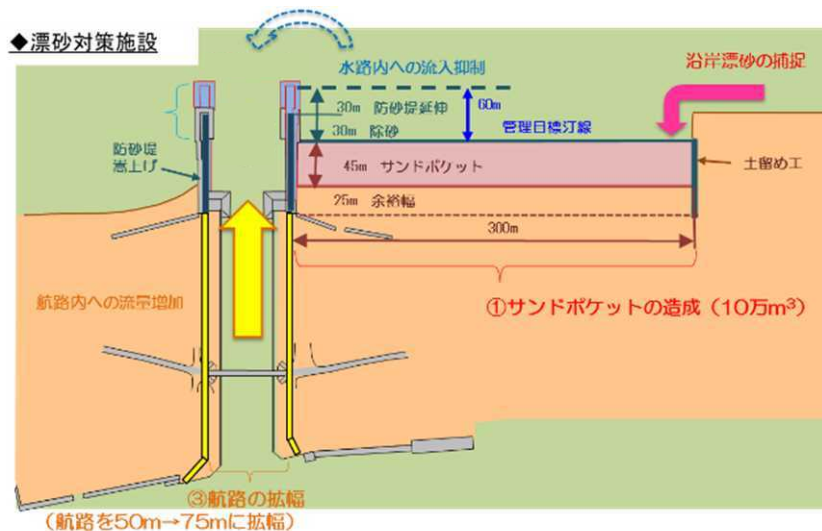 ◆漂砂対策施設
水路内への流入抑制
沿岸漂砂の捕捉
30m 防砂堤延伸
60m
30m 除砂
管理目標汀線
防砂堤
嵩上げ
45m サンドポケット
土留め工
25m 余裕幅
300m
航路内への流量増加
①サンドポケットの造成（10万m³）
③航路の拡幅
（航路を50m→75mに拡幅）